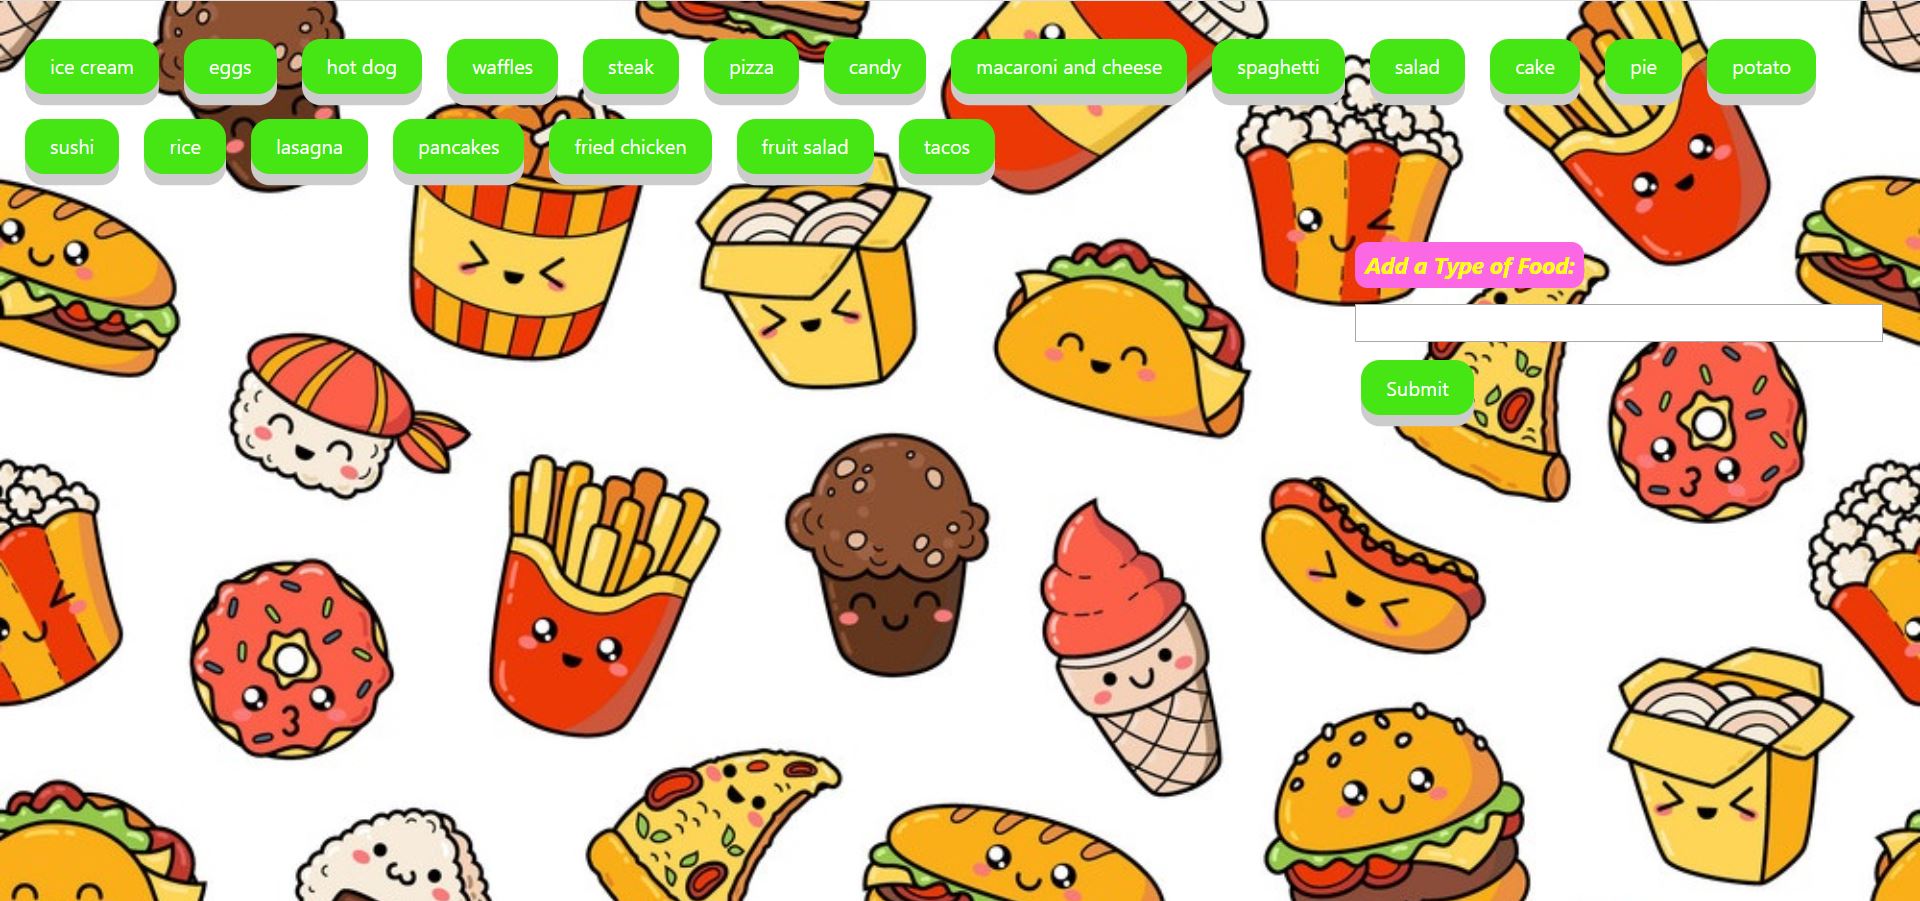 ice cream eggs hot dog waffles steak pizza candy macaroni and cheese spaghetti salad cake pie potato
sushi rice lasagna pancakes fried chicken fruit salad tacos
Add a Type of Food:
Submit